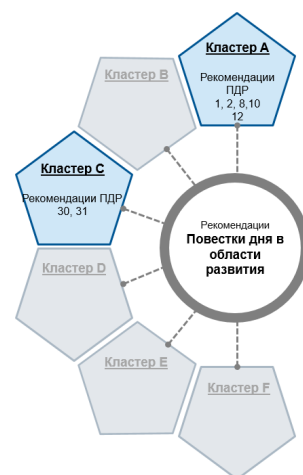 Кластер A
Рекомендации
ПДР
1, 2, 8,10
12
Кластер B
Кластер C
Рекомендации ПДР
30, 31
Рекомендации
Повестки дня в
области
развития
Кластер D
Кластер E
Кластер F